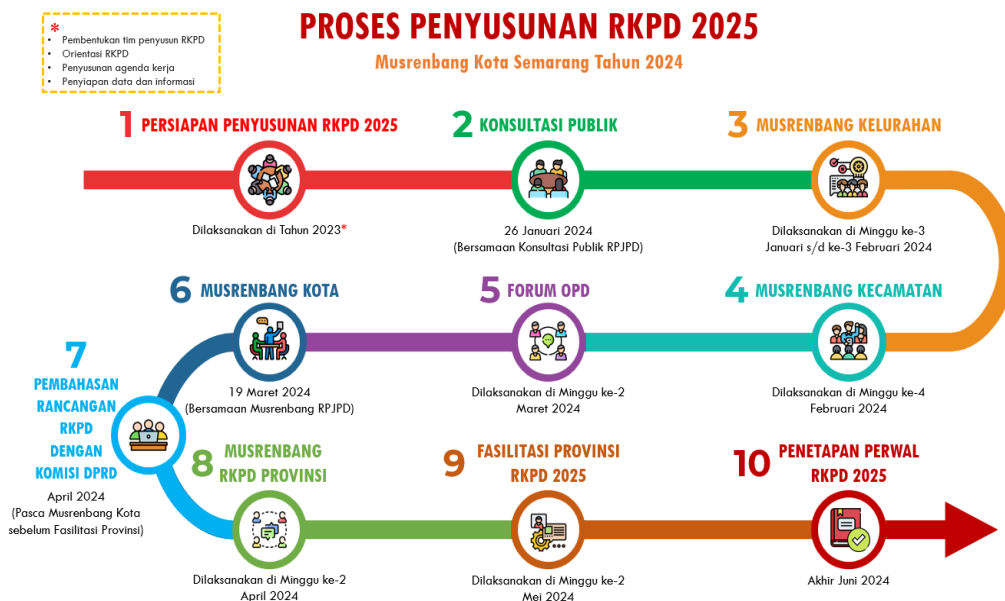 PROSES PENYUSUNAN RKPD 2025
Musrenbang Kota Semarang Tahun 2024
*
• Pembentukan tim penyusun RKPD
• Orientasi RKPD
• Penyusunan agenda kerja
• Penyiapan data dan informasi
1 PERSIAPAN PENYUSUNAN RKPD 2025
Dilaksanakan di Tahun 2023*
2 KONSULTASI PUBLIK
26 Januari 2024
(Bersamaan Konsultasi Publik RPJPD)
3 MUSRENBANG KELURAHAN
Dilaksanakan di Minggu ke-3
Januari s/d ke-3 Februari 2024
4 MUSRENBANG KECAMATAN
Dilaksanakan di Minggu ke-4
Februari 2024
5 FORUM OPD
Dilaksanakan di Minggu ke-2
Maret 2024
6 MUSRENBANG KOTA
19 Maret 2024
(Bersamaan Musrenbang RPJPD)
7
PEMBAHASAN
RANCANGAN
RKPD
DENGAN
KOMISI DPRD
April 2024
(Pasca Musrenbang Kota
sebelum Fasilitasi Provinsi)
8 MUSRENBANG
RKPD PROVINSI
Dilaksanakan di Minggu ke-2
April 2024
9 FASILITASI PROVINSI
RKPD 2025
Dilaksanakan di Minggu ke-2
Mei 2024
10 PENETAPAN PERWAL
RKPD 2025
Akhir Juni 2024